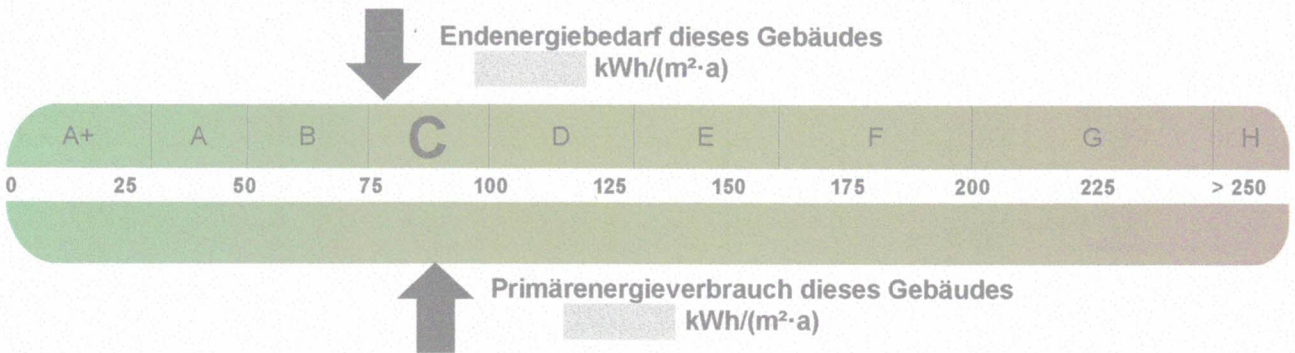 Endenergiebedarf dieses Gebäudes
kWh/(m²·a)
A+ A B C D E F G H
0 25 50 75 100 125 150 175 200 225 > 250
Primärenergieverbrauch dieses Gebäudes
kWh/(m²·a)